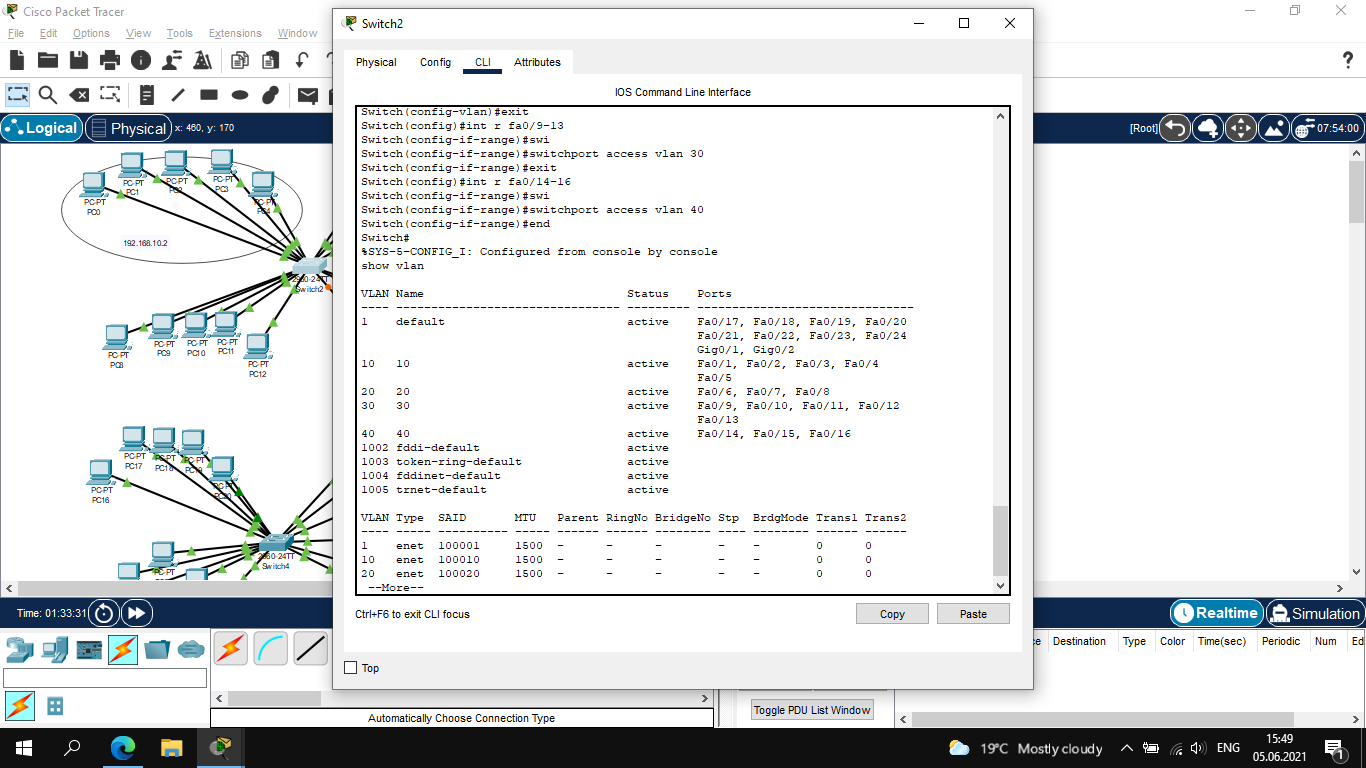 Cisco Packet Tracer
File Edit Options View Tools Extensions Window
Logical
Physical
x: 460, y: 170
[Root]
07:54:00
PC-PT
PC0
PC-PT
PC1
PC-PT
PC-PT
PC3
PC-PT
192.168.10.2
2960-24TT
Switch2
PC-PT
PC8
PC-PT
PC9
PC-PT
PC10
PC-PT
PC11
PC-PT
PC12
PC-PT
PC17
PC-PT
PC18
PC-PT
PC-PT
PC20
PC-PT
PC16
2960-24TT
Switch4
Switch2
Physical Config CLI Attributes
IOS Command Line Interface
Switch(config-vlan)#exit
Switch(config)#int r fa0/9-13
Switch(config-if-range)#swi
Switch(config-if-range)#switchport access vlan 30
Switch(config-if-range)#exit
Switch(config)#int r fa0/14-16
Switch(config-if-range)#swi
Switch(config-if-range)#switchport access vlan 40
Switch(config-if-range)#end
Switch#
%SYS-5-CONFIG_I: Configured from console by console
show vlan
VLAN Name Status Ports
---- -------------------------------- --------- -------------------------------
1 default active Fa0/17, Fa0/18, Fa0/19, Fa0/20
Fa0/21, Fa0/22, Fa0/23, Fa0/24
Gig0/1, Gig0/2
10 10 active Fa0/1, Fa0/2, Fa0/3, Fa0/4
Fa0/5
20 20 active Fa0/6, Fa0/7, Fa0/8
30 30 active Fa0/9, Fa0/10, Fa0/11, Fa0/12
Fa0/13
40 40 active Fa0/14, Fa0/15, Fa0/16
1002 fddi-default active
1003 token-ring-default active
1004 fddinet-default active
1005 trnet-default active
VLAN Type SAID MTU Parent RingNo BridgeNo Stp BrdgMode Trans1 Trans2
---- ----- ---------- ----- ------ ------ -------- ---- -------- ------ ------
1 enet 100001 1500 - - - - - 0 0
10 enet 100010 1500 - - - - - 0 0
20 enet 100020 1500 - - - - - 0 0
--More--
Ctrl+F6 to exit CLI focus
Copy
Paste
Top
Time: 01:33:31
Realtime
Simulation
Destination Type Color Time(sec) Periodic Num Edi
Automatically Choose Connection Type
Toggle PDU List Window
19°C Mostly cloudy
ENG
15:49
05.06.2021
1